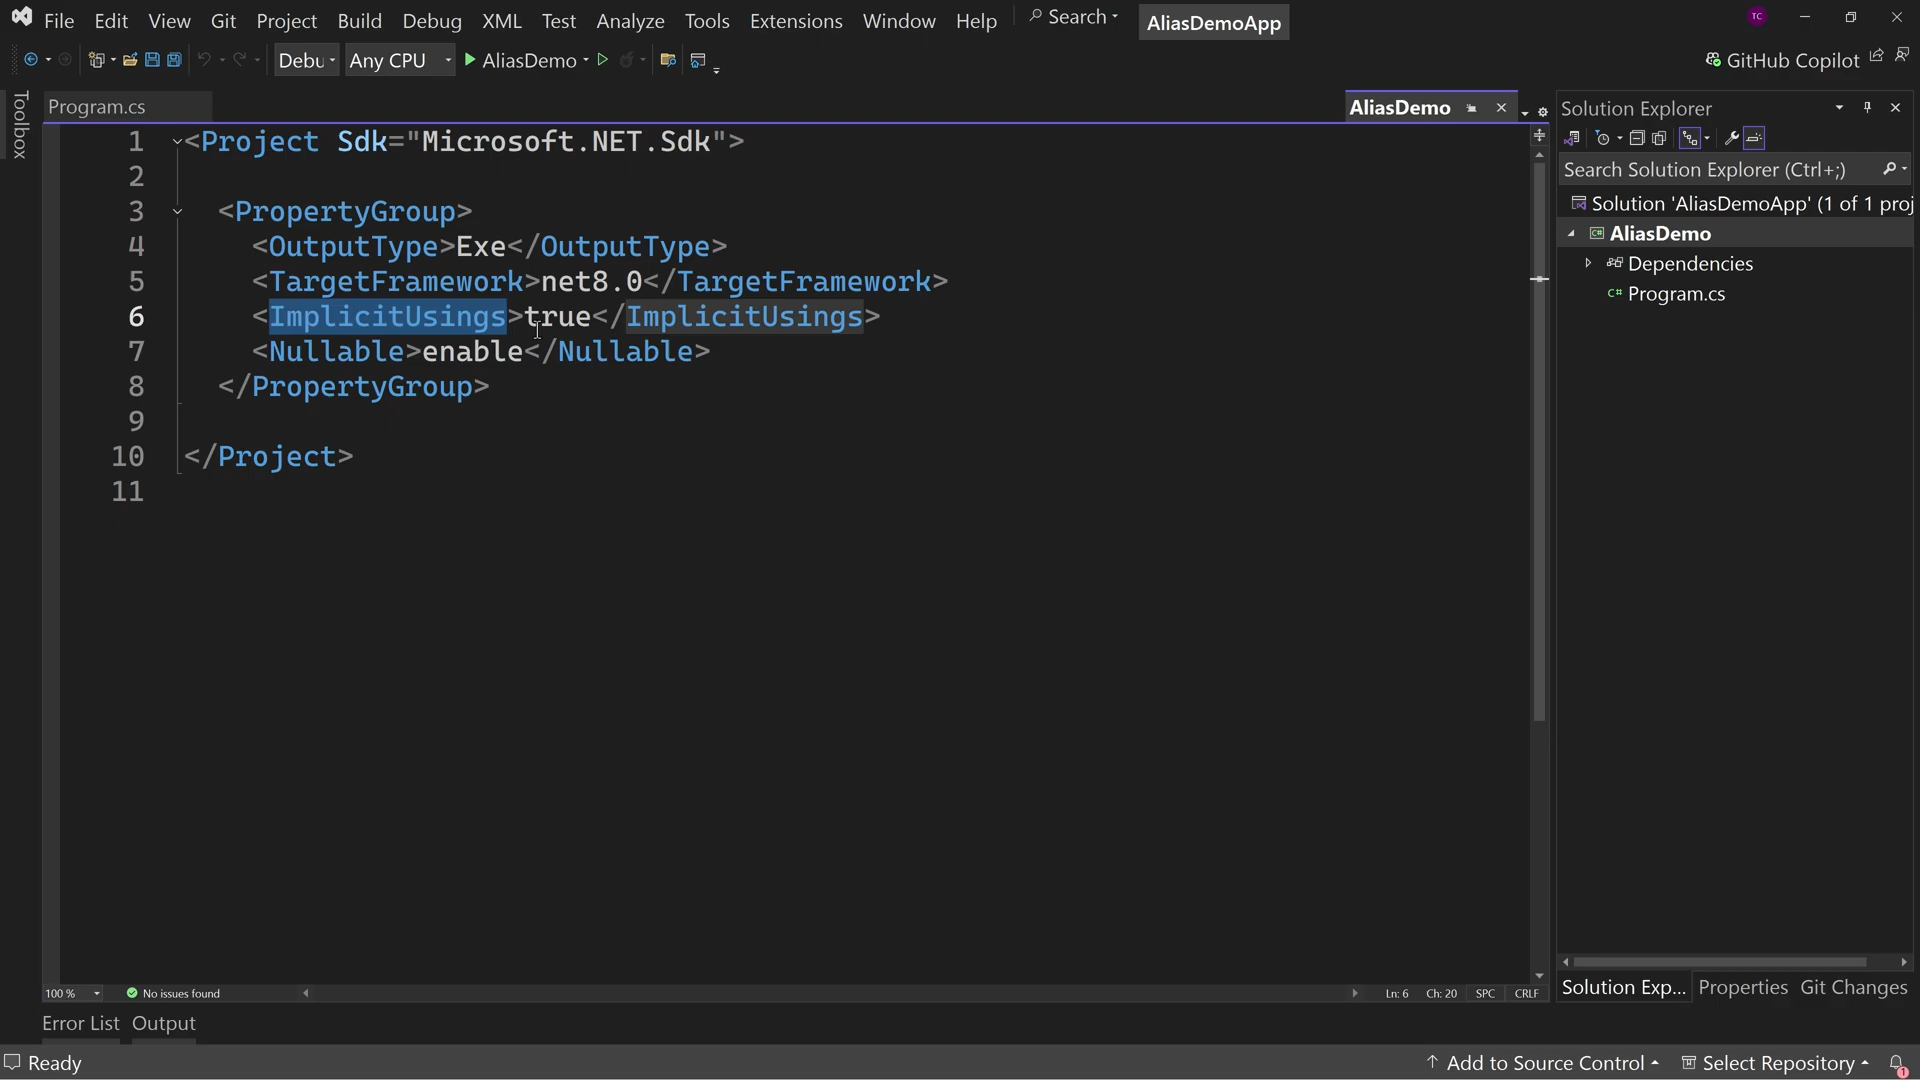 File Edit View Git Project Build Debug XML Test Analyze Tools Extensions Window Help Search AliasDemoApp TC
Debu Any CPU AliasDemo GitHub Copilot
Toolbox
Program.cs AliasDemo
1 <Project Sdk="Microsoft.NET.Sdk">
2
3 <PropertyGroup>
4 <OutputType>Exe</OutputType>
5 <TargetFramework>net8.0</TargetFramework>
6 <ImplicitUsings>true</ImplicitUsings>
7 <Nullable>enable</Nullable>
8 </PropertyGroup>
9
10 </Project>
11
Solution Explorer
Search Solution Explorer (Ctrl+;)
Solution 'AliasDemoApp' (1 of 1 proj
C# AliasDemo
Dependencies
C# Program.cs
100 % No issues found Ln: 6 Ch: 20 SPC CRLF
Solution Exp... Properties Git Changes
Error List Output
Ready Add to Source Control Select Repository 1